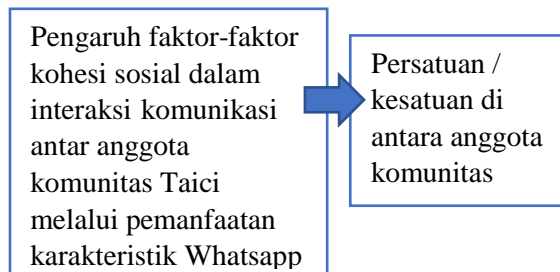 Pengaruh faktor-faktor
kohesi sosial dalam
interaksi komunikasi
antar anggota
komunitas Taici
melalui pemanfaatan
karakteristik Whatsapp
Persatuan /
kesatuan di
antara anggota
komunitas